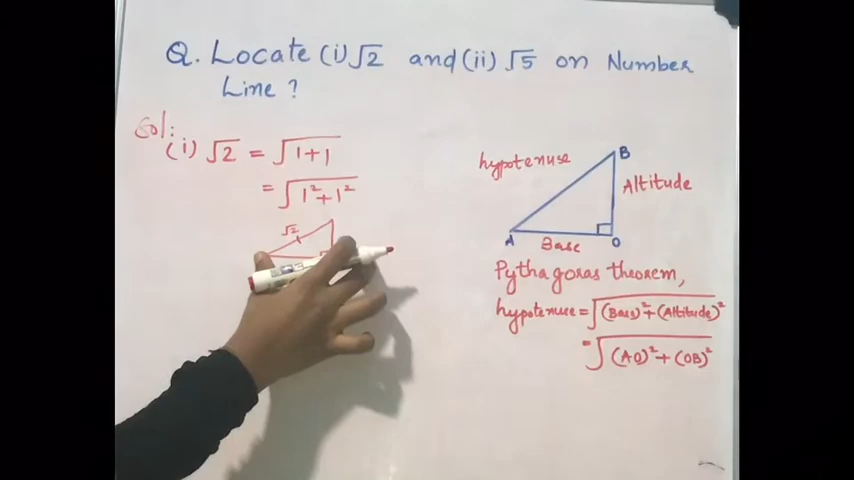 Q. Locate (i) √2 and (ii) √5 on Number
Line ?
Sol:
(i) √2 = √1+1
= √1²+1²
√2
hypotenuse
B
Altitude
A
Base
O
Pythagoras theorem,
hypotenuse = √(Base)²+(Altitude)²
= √(AO)²+(OB)²